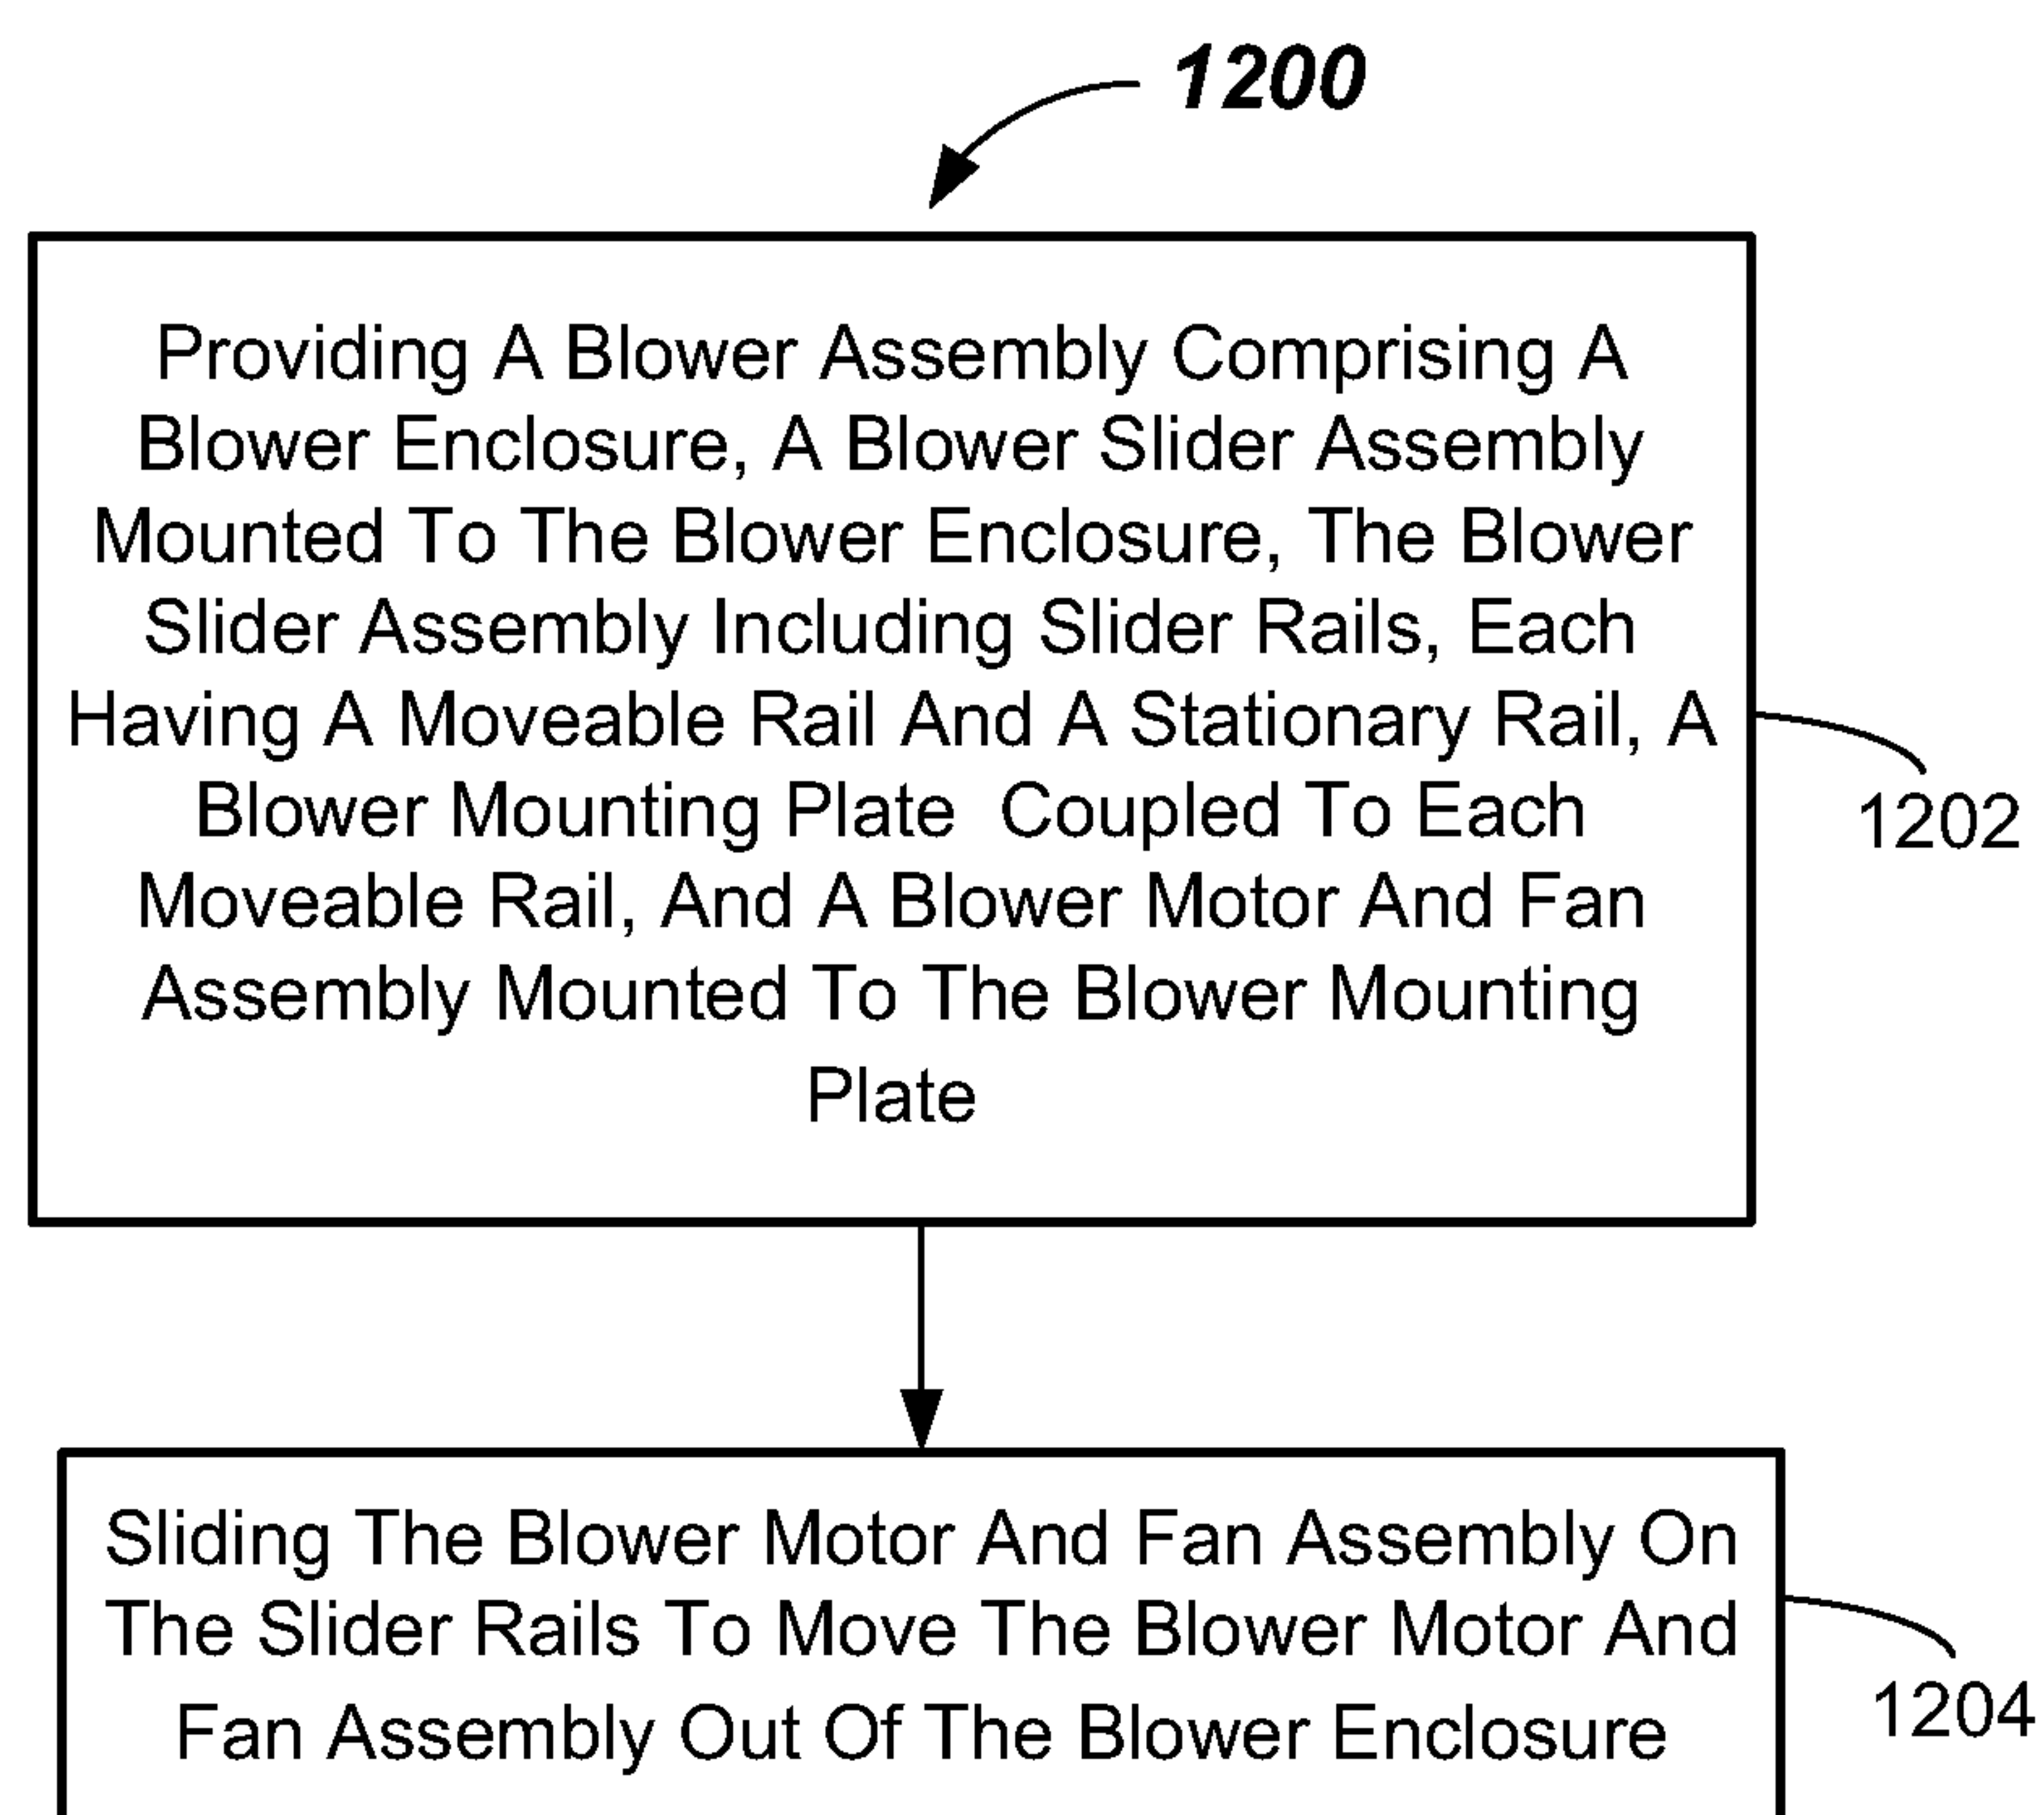 1200
Providing A Blower Assembly Comprising A
Blower Enclosure, A Blower Slider Assembly
Mounted To The Blower Enclosure, The Blower
Slider Assembly Including Slider Rails, Each
Having A Moveable Rail And A Stationary Rail, A
Blower Mounting Plate Coupled To Each
Moveable Rail, And A Blower Motor And Fan
Assembly Mounted To The Blower Mounting
Plate
1202
Sliding The Blower Motor And Fan Assembly On
The Slider Rails To Move The Blower Motor And
Fan Assembly Out Of The Blower Enclosure
1204